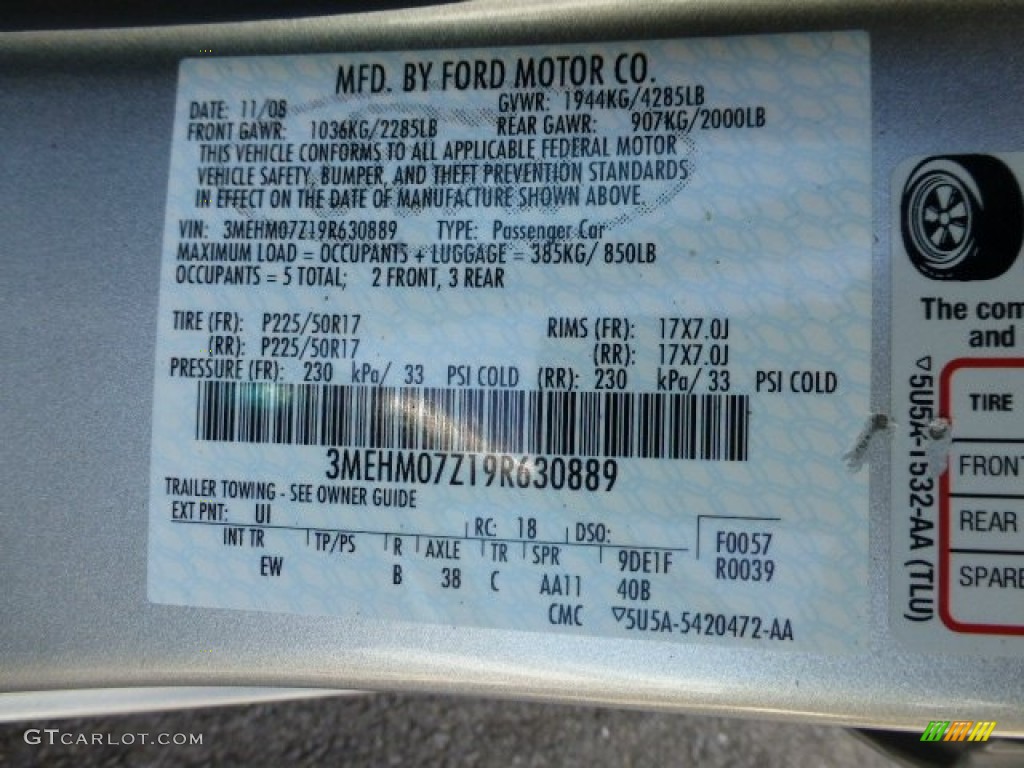 MFD. BY FORD MOTOR CO.
DATE: 11/08 GVWR: 1944KG/4285LB
FRONT GAWR: 1036KG/2285LB REAR GAWR: 907KG/2000LB
THIS VEHICLE CONFORMS TO ALL APPLICABLE FEDERAL MOTOR
VEHICLE SAFETY, BUMPER, AND THEFT PREVENTION STANDARDS
IN EFFECT ON THE DATE OF MANUFACTURE SHOWN ABOVE.
VIN: 3MEHM07Z19R630889 TYPE: Passenger Car
MAXIMUM LOAD = OCCUPANTS + LUGGAGE = 385KG/ 850LB
OCCUPANTS = 5 TOTAL; 2 FRONT, 3 REAR
TIRE (FR): P225/50R17 RIMS (FR): 17X7.0J
(RR): P225/50R17 (RR): 17X7.0J
PRESSURE (FR): 230 kPa/ 33 PSI COLD (RR): 230 kPa/ 33 PSI COLD
3MEHM07Z19R630889
TRAILER TOWING - SEE OWNER GUIDE
EXT PNT: UI RC: 18 DSO: F0057
INT TR TP/PS R AXLE TR SPR 9DE1F R0039
EW B 38 C AA11 40B
CMC ▽5U5A-5420472-AA
The com
and
TIRE
FRONT
REAR
SPARE
▽5U5A-1532-AA (TLU)
GTCARLOT.COM